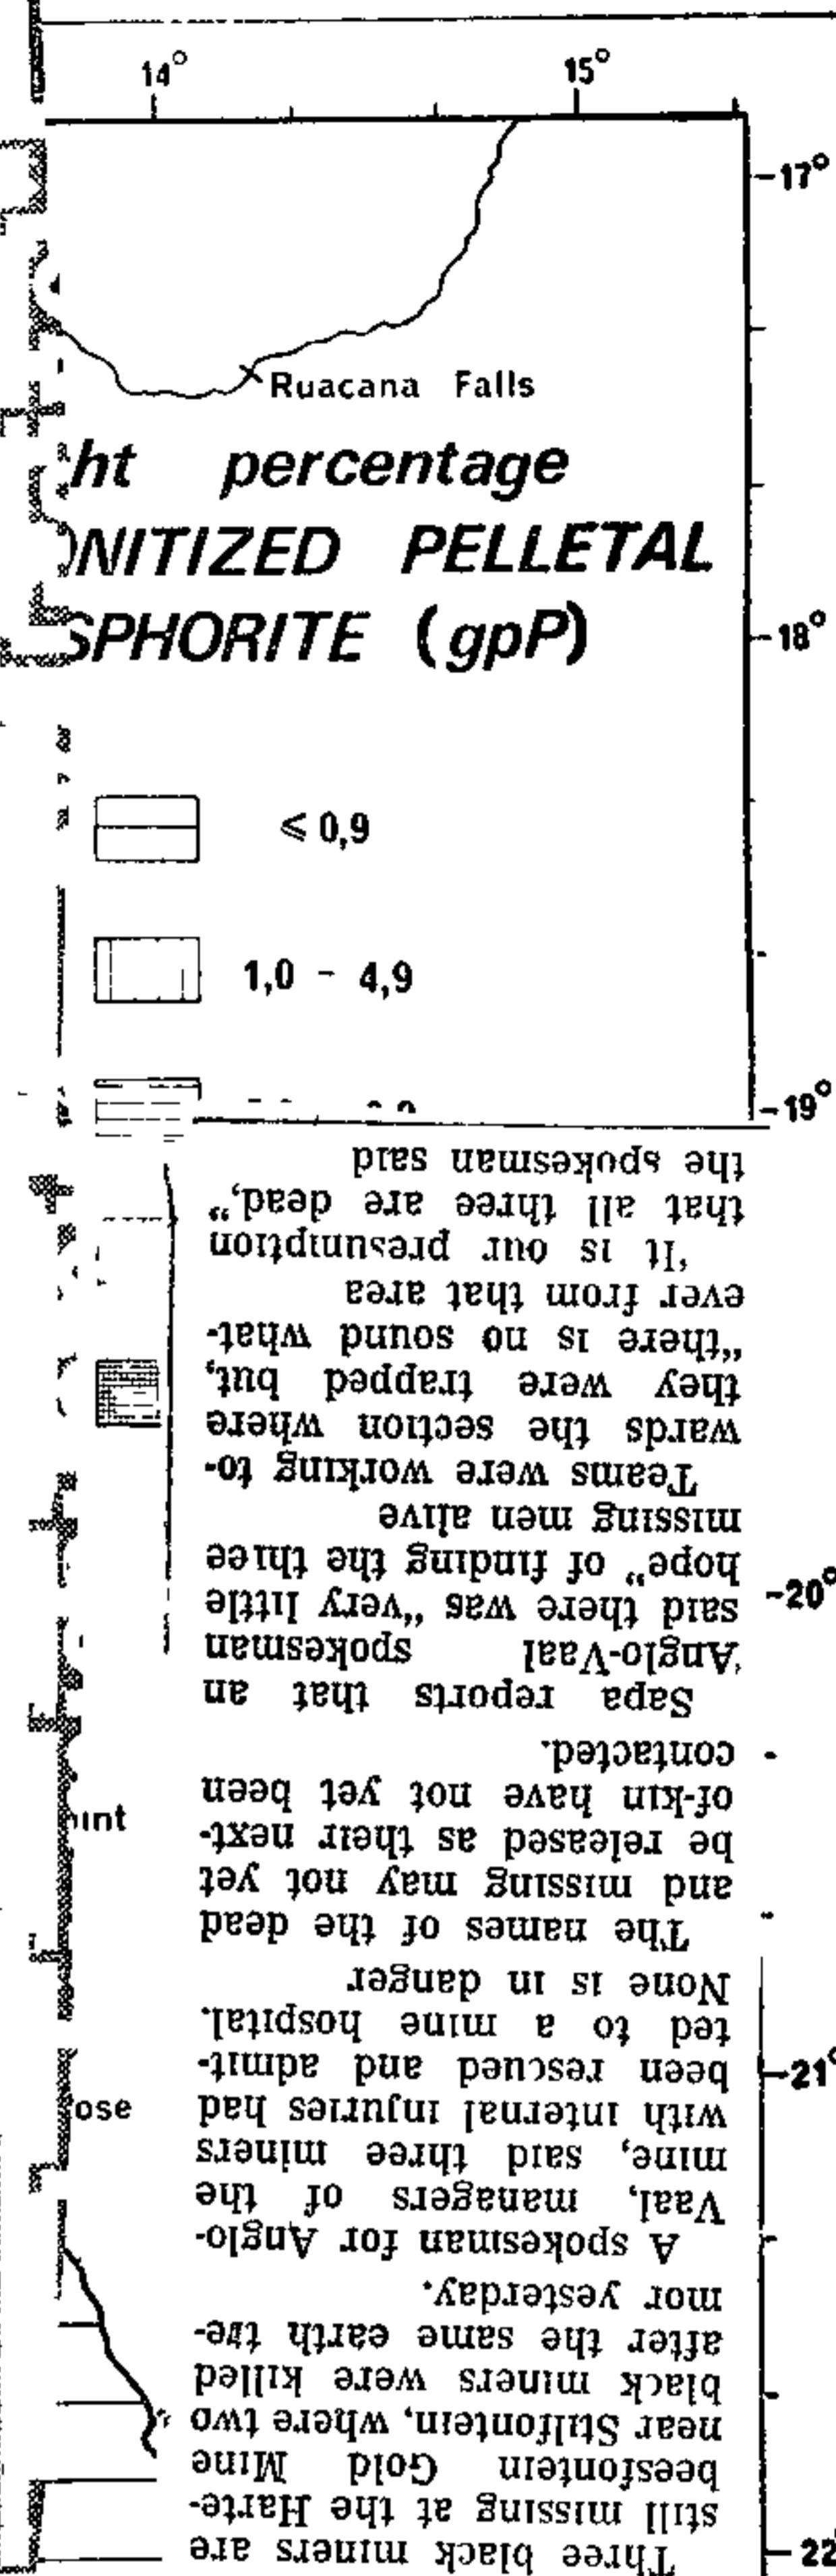 14° 15°
17°
Ruacana Falls
ht percentage
ONITIZED PELLETAL
SPHORITE (gpP)
18°
≤ 0,9
1,0 - 4,9
19°
20°
int
21°
ose
22
Three black miners are
still missing at the Harte-
beesfontein Gold Mine
near Stilfontein, where two
black miners were killed
after the same earth tre-
mor yesterday.
A spokesman for Anglo-
Vaal, managers of the
mine, said three miners
with internal injuries had
been rescued and admit-
ted to a mine hospital.
None is in danger
The names of the dead
and missing may not yet
be released as their next-
of-kin have not yet been
contacted.
Sapa reports that an
Anglo-Vaal spokesman
said there was "very little
hope" of finding the three
missing men alive
Teams were working to-
wards the section where
they were trapped but,
"there is no sound what-
ever from that area
"It is our presumption
that all three are dead,"
the spokesman said